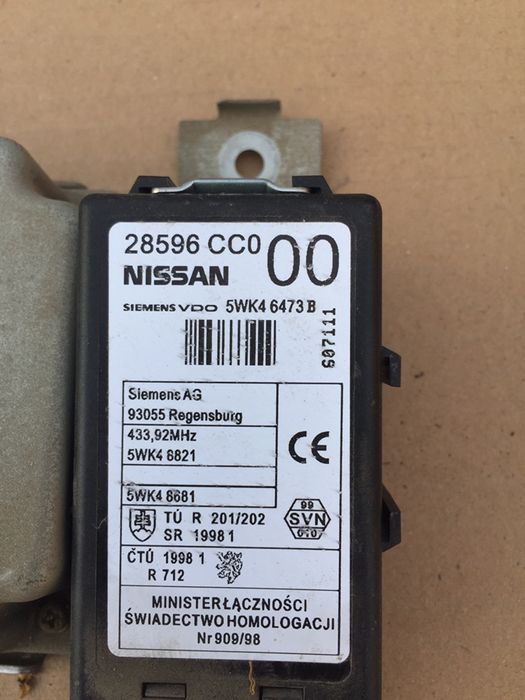 28596 CC0 00
NISSAN
SIEMENS VDO 5WK4 6473 B
607111
Siemens AG
93055 Regensburg
433,92MHz
5WK4 8821
5WK4 8681
CE
TÚ R 201/202
SR 1998 1
99
SVN
010
ČTÚ 1998 1
R 712
MINISTER ŁĄCZNOŚCI
ŚWIADECTWO HOMOLOGACJI
Nr 909/98